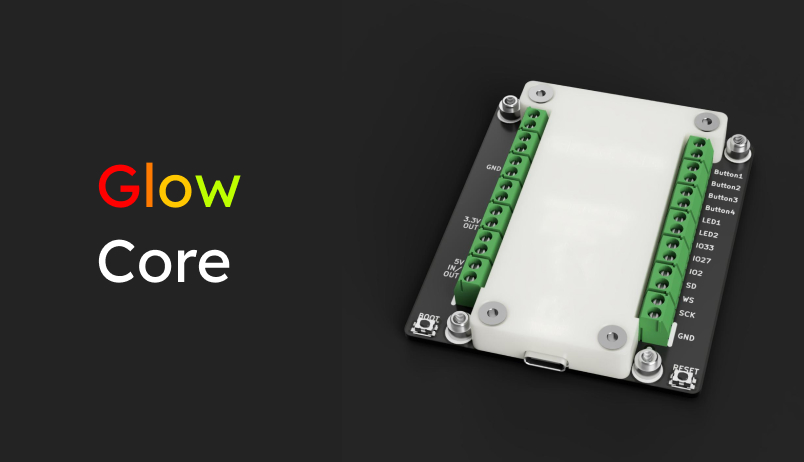 Glow
Core
GND
3.3V
OUT
5V
IN/
OUT
BOOT
Button1
Button2
Button3
Button4
LED1
LED2
IO33
IO27
IO2
SD
WS
SCK
GND
RESET